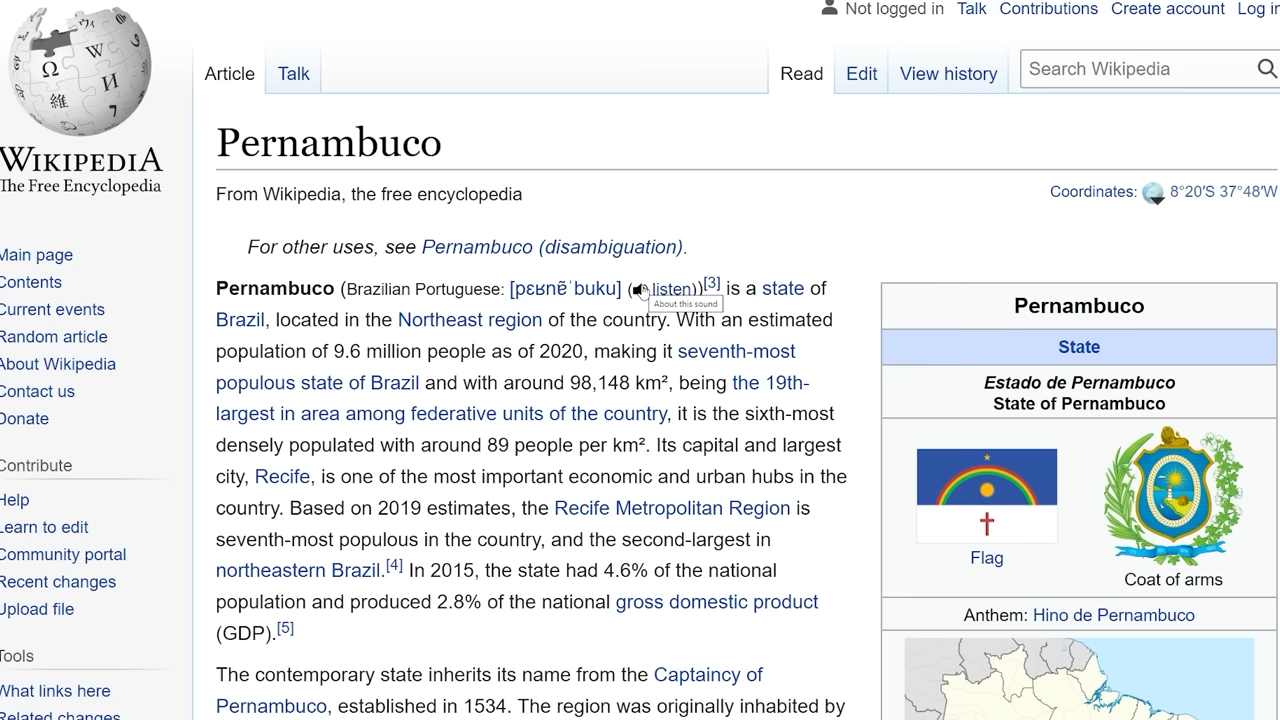 Not logged in Talk Contributions Create account Log in
Article Talk Read Edit View history Search Wikipedia
WIKIPEDIA
The Free Encyclopedia
Main page
Contents
Current events
Random article
About Wikipedia
Contact us
Donate
Contribute
Help
Learn to edit
Community portal
Recent changes
Upload file
Tools
What links here
Related changes
Pernambuco
From Wikipedia, the free encyclopedia
Coordinates: 8°20′S 37°48′W
For other uses, see Pernambuco (disambiguation).
Pernambuco (Brazilian Portuguese: [pɛʁnɐ̃ˈbuku] (listen))[3] is a state of
About this sound
Brazil, located in the Northeast region of the country. With an estimated
population of 9.6 million people as of 2020, making it seventh-most
populous state of Brazil and with around 98,148 km², being the 19th-
largest in area among federative units of the country, it is the sixth-most
densely populated with around 89 people per km². Its capital and largest
city, Recife, is one of the most important economic and urban hubs in the
country. Based on 2019 estimates, the Recife Metropolitan Region is
seventh-most populous in the country, and the second-largest in
northeastern Brazil.[4] In 2015, the state had 4.6% of the national
population and produced 2.8% of the national gross domestic product
(GDP).[5]
The contemporary state inherits its name from the Captaincy of
Pernambuco, established in 1534. The region was originally inhabited by
Pernambuco
State
Estado de Pernambuco
State of Pernambuco
Flag
Coat of arms
Anthem: Hino de Pernambuco